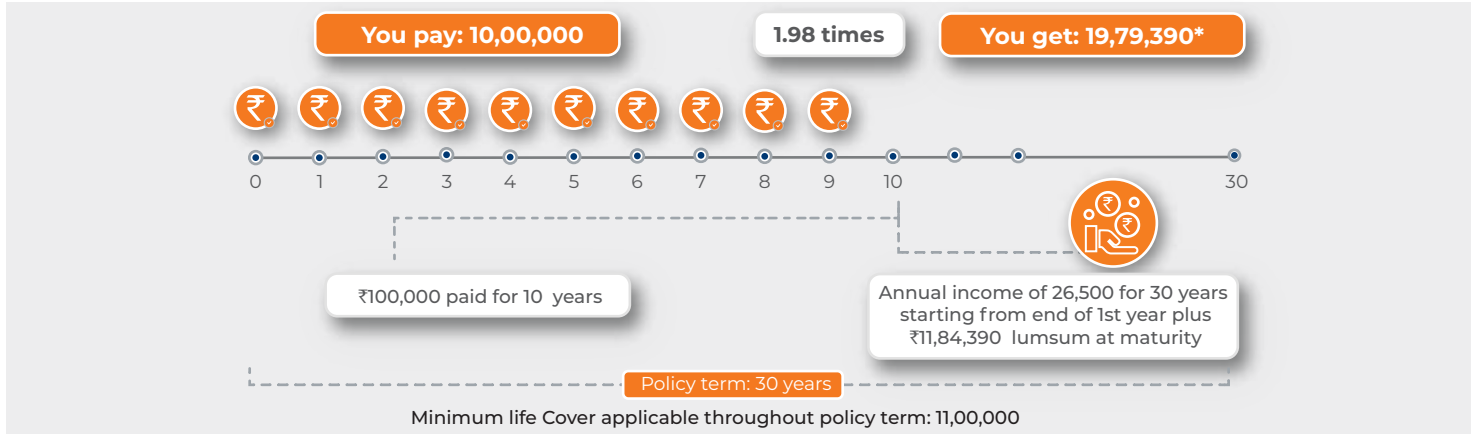 You pay: 10,00,000
1.98 times
You get: 19,79,390*
₹ ₹ ₹ ₹ ₹ ₹ ₹ ₹ ₹ ₹
0 1 2 3 4 5 6 7 8 9 10 30
₹ ₹
₹100,000 paid for 10 years
Annual income of 26,500 for 30 years
starting from end of 1st year plus
₹11,84,390 lumsum at maturity
Policy term: 30 years
Minimum life Cover applicable throughout policy term: 11,00,000